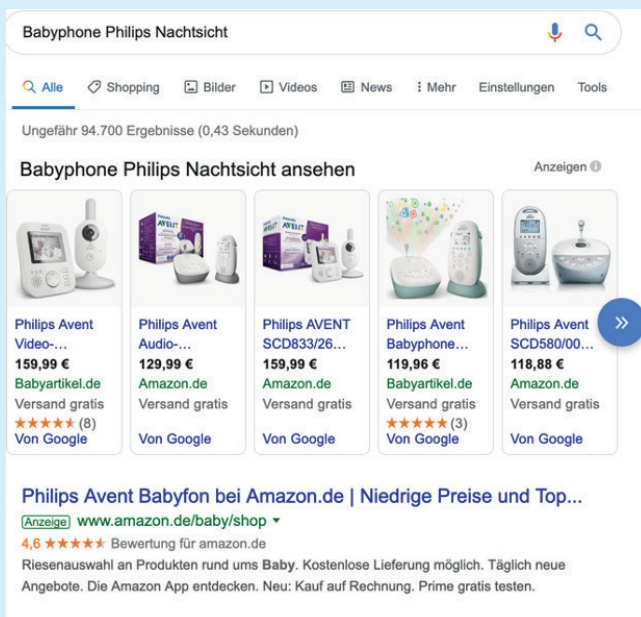 Babyphone Philips Nachtsicht
Alle Shopping Bilder Videos News Mehr Einstellungen Tools
Ungefähr 94.700 Ergebnisse (0,43 Sekunden)
Babyphone Philips Nachtsicht ansehen Anzeigen
Philips Avent
Video-...
159,99 €
Babyartikel.de
Versand gratis
(8)
Von Google
Philips Avent
Audio-...
129,99 €
Amazon.de
Versand gratis
Von Google
Philips AVENT
SCD833/26...
159,99 €
Amazon.de
Versand gratis
Von Google
Philips Avent
Babyphone...
119,96 €
Babyartikel.de
Versand gratis
★★★★★ (3)
Von Google
Philips Avent
SCD580/00...
118,88 €
Amazon.de
Versand gratis
Von Google
Philips Avent Babyfon bei Amazon.de | Niedrige Preise und Top...
Anzeige www.amazon.de/baby/shop
4,6 Bewertung für amazon.de
Riesenauswahl an Produkten rund ums Baby. Kostenlose Lieferung möglich. Täglich neue
Angebote. Die Amazon App entdecken. Neu: Kauf auf Rechnung. Prime gratis testen.